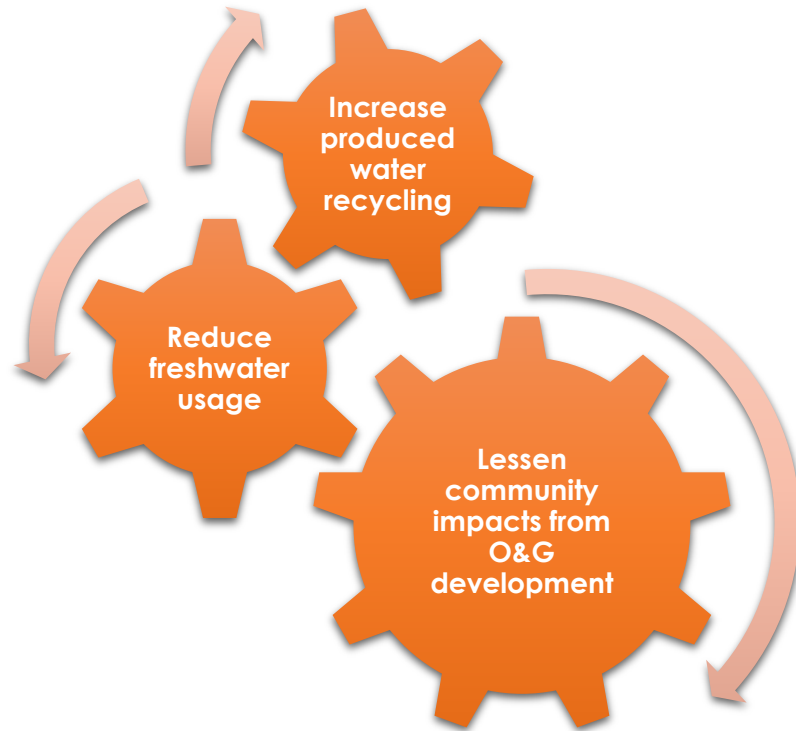 Increase
produced
water
recycling
Reduce
freshwater
usage
Lessen
community
impacts from
O&G
development